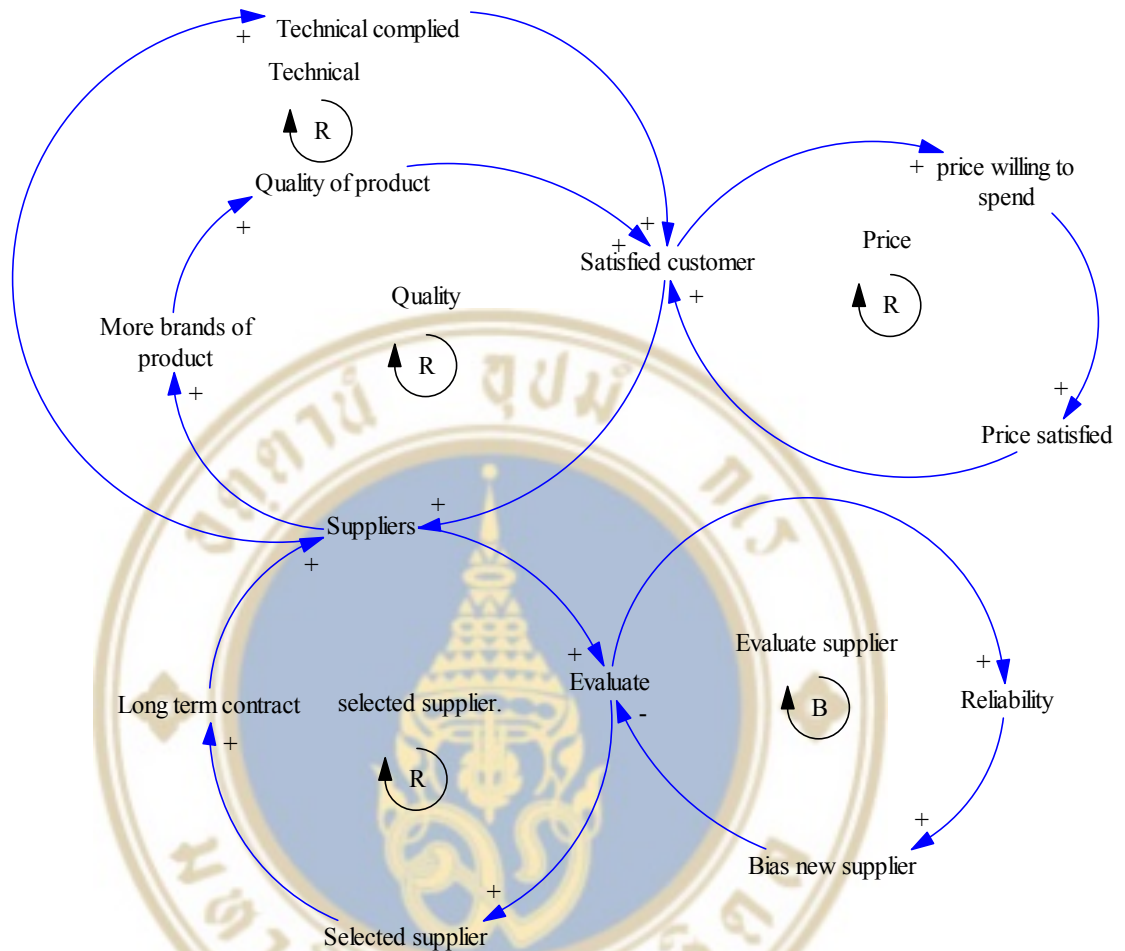 Technical complied
+
Technical
R
Quality of product
+
+
+
Satisfied customer
+
+ price willing to
spend
Price
R
+
Price satisfied
Quality
R
More brands of
product
+
+
Suppliers
+
+
Evaluate
-
Evaluate supplier
B
+
Reliability
+
Bias new supplier
Long term contract
+
selected supplier.
R
+
Selected supplier